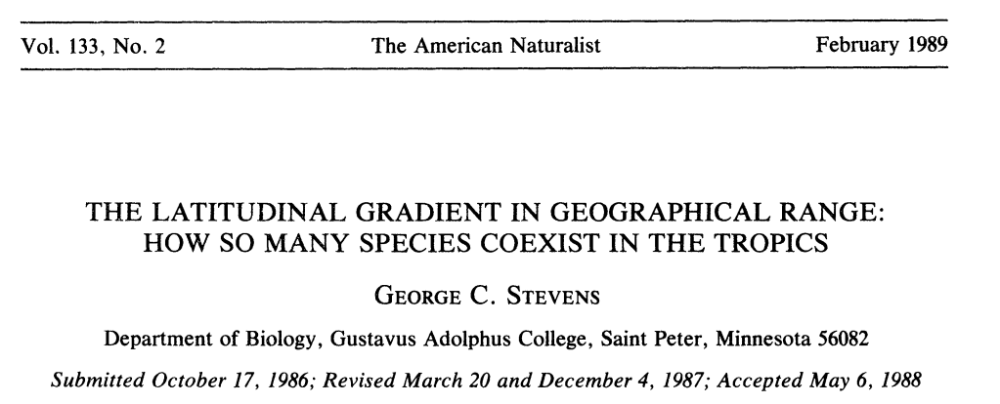 Vol. 133, No. 2 The American Naturalist February 1989
THE LATITUDINAL GRADIENT IN GEOGRAPHICAL RANGE:
HOW SO MANY SPECIES COEXIST IN THE TROPICS
GEORGE C. STEVENS
Department of Biology, Gustavus Adolphus College, Saint Peter, Minnesota 56082
Submitted October 17, 1986; Revised March 20 and December 4, 1987; Accepted May 6, 1988